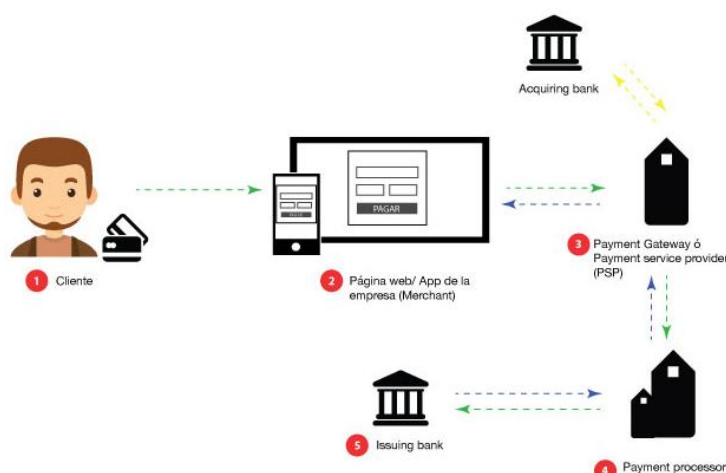 Acquiring bank
PAGAR
PAGAR
1 Cliente
2 Página web/ App de la
empresa (Merchant)
3 Payment Gateway ó
Payment service provider
(PSP)
5 Issuing bank
4 Payment processor